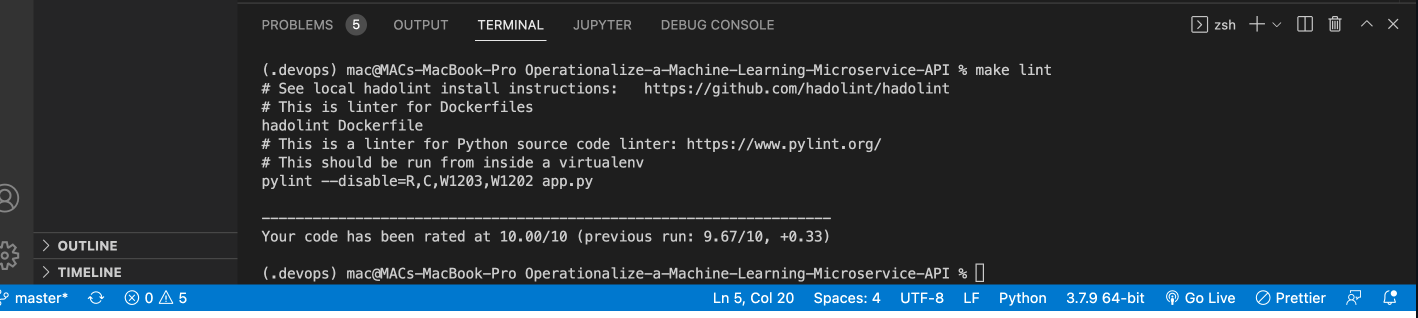 PROBLEMS 5 OUTPUT TERMINAL JUPYTER DEBUG CONSOLE zsh
(.devops) mac@MACs-MacBook-Pro Operationalize-a-Machine-Learning-Microservice-API % make lint
# See local hadolint install instructions:   https://github.com/hadolint/hadolint
# This is linter for Dockerfiles
hadolint Dockerfile
# This is a linter for Python source code linter: https://www.pylint.org/
# This should be run from inside a virtualenv
pylint --disable=R,C,W1203,W1202 app.py
-------------------------------------------------------------------
Your code has been rated at 10.00/10 (previous run: 9.67/10, +0.33)
(.devops) mac@MACs-MacBook-Pro Operationalize-a-Machine-Learning-Microservice-API %
OUTLINE
TIMELINE
master* 0 5 Ln 5, Col 20 Spaces: 4 UTF-8 LF Python 3.7.9 64-bit Go Live Prettier